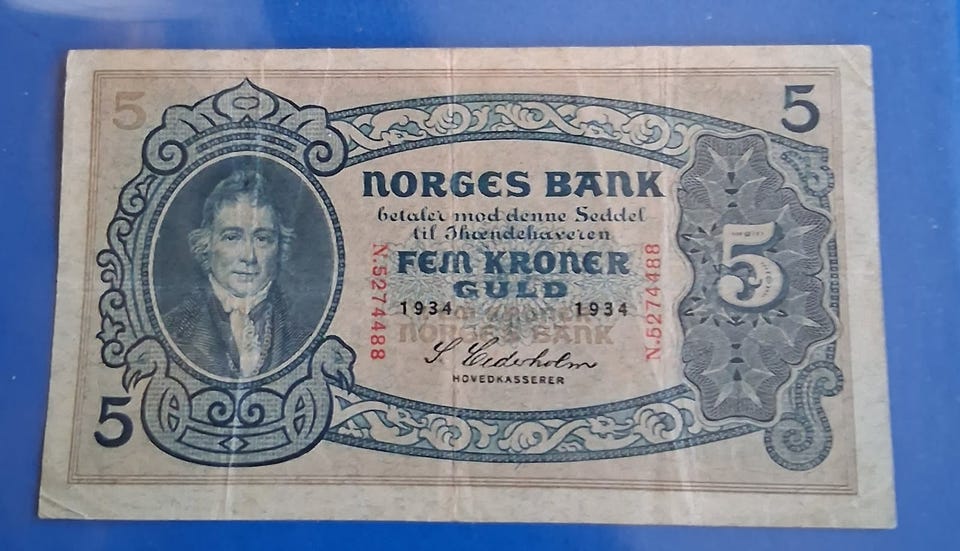 5
5
NORGES BANK
betaler mod denne Seddel
til Ihændehaveren
FEM KRONER
GULD
1934 1934
N.5274488
N.5274488
NORGES BANK
HOVEDKASSERER
5
5